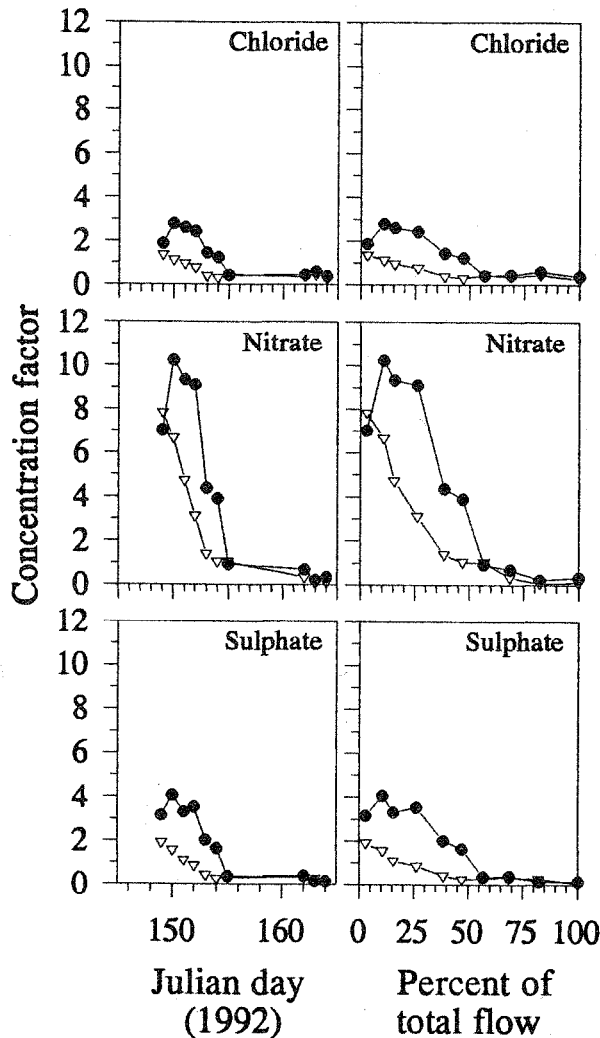 12
10
8
6
4
2
0
Chloride
Chloride
12
10
8
6
4
2
0
Nitrate
Nitrate
12
10
8
6
4
2
0
Sulphate
Sulphate
Concentration factor
150
160
0
25
50
75
100
Julian day
(1992)
Percent of
total flow